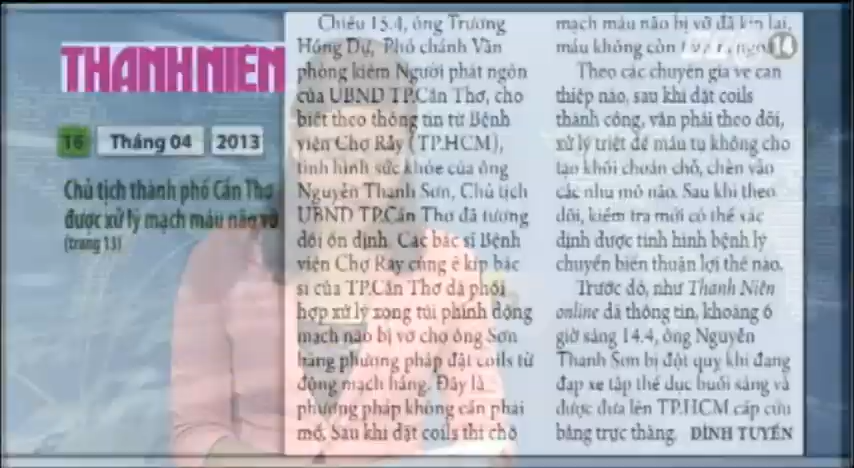 THANH NIÊN
16 Tháng 04 2013
Chủ tịch thành phố Cần Thơ
được xử lý mạch máu não vỡ
(trang 13)
Chiều 15.4, ông Trương
Hồng Dự, Phó chánh Văn
phòng kiêm Người phát ngôn
của UBND TP.Cần Thơ, cho
biết theo thông tin từ Bệnh
viện Chợ Rẫy (TP.HCM),
tình hình sức khỏe của ông
Nguyễn Thanh Sơn, Chủ tịch
UBND TP.Cần Thơ đã tương
đối ổn định. Các bác sĩ Bệnh
viện Chợ Rẫy cùng ê kíp bác
sĩ của TP.Cần Thơ đã phối
hợp xử lý xong túi phình động
mạch não bị vỡ cho ông Sơn
bằng phương pháp đặt coils từ
động mạch háng. Đây là
phương pháp không cần phải
mổ. Sau khi đặt coils thì chỗ
mạch máu não bị vỡ đã kín lại,
máu không còn
14
Theo các chuyên gia về can
thiệp não, sau khi đặt coils
thành công, vẫn phải theo dõi,
xử lý triệt để máu tụ không cho
tạo khối choán chỗ, chèn vào
các nhu mô não. Sau khi theo
dõi, kiểm tra mới có thể xác
định được tình hình bệnh lý
chuyển biến thuận lợi thế nào.
Trước đó, như Thanh Niên
online đã thông tin, khoảng 6
giờ sáng 14.4, ông Nguyễn
Thanh Sơn bị đột quỵ khi đang
đạp xe tập thể dục buổi sáng và
được đưa lên TP.HCM cấp cứu
bằng trực thăng. ĐÌNH TUYỂN